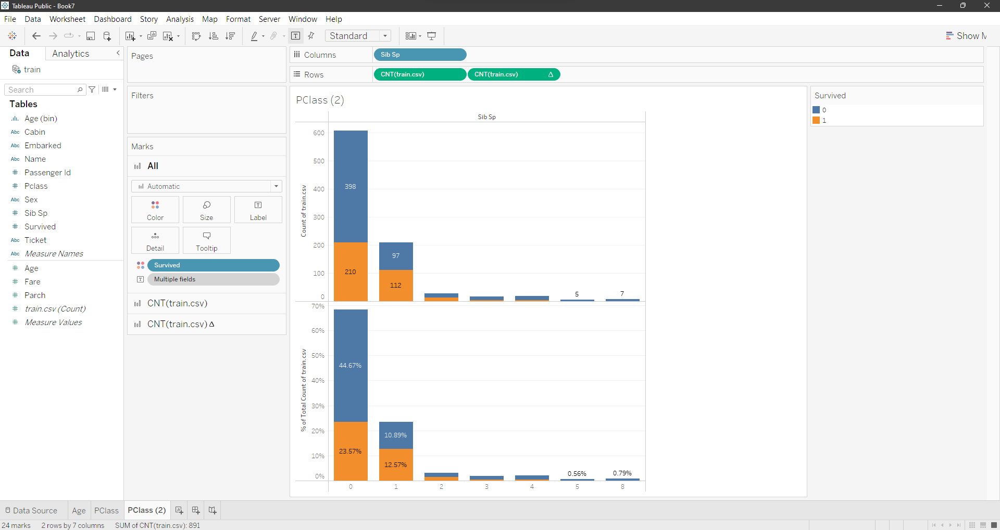 Tableau Public - Book7
File Data Worksheet Dashboard Story Analysis Map Format Server Window Help
Standard
Show M
Data
Analytics
train
Search
Tables
Age (bin)
Abc Cabin
Abc Embarked
Abc Name
# Passenger Id
# Pclass
Abc Sex
# Sib Sp
# Survived
Abc Ticket
Abc Measure Names
# Age
# Fare
# Parch
# train.csv (Count)
# Measure Values
Pages
Filters
Marks
All
Automatic
Color Size Label
Detail Tooltip
Survived
Multiple fields
CNT(train.csv)
CNT(train.csv) Δ
Columns Sib Sp
Rows CNT(train.csv) CNT(train.csv) Δ
PClass (2)
Sib Sp
Count of train.csv
600
500
400
300
200
100
0
398
210
97
112
5
7
% of Total Count of train.csv
70%
60%
50%
40%
30%
20%
10%
0%
44.67%
23.57%
10.89%
12.57%
0.56%
0.79%
0 1 2 3 4 5 8
Survived
0
1
Data Source Age PClass PClass (2)
24 marks 2 rows by 7 columns SUM of CNT(train.csv): 891